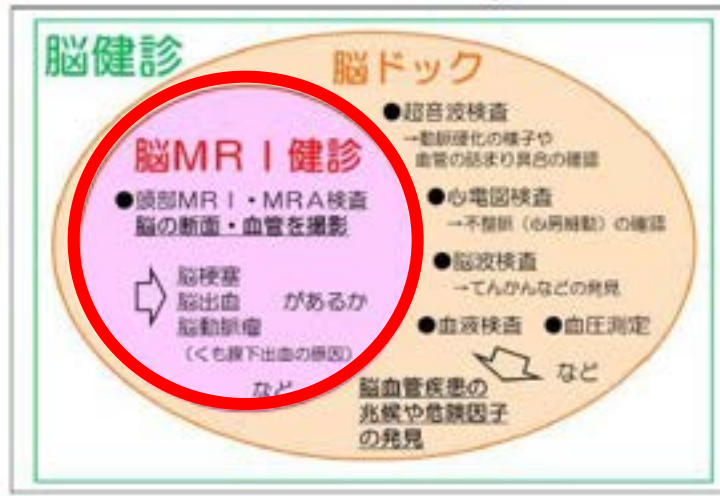 脳健診
脳ドック
脳MRI健診
●頭部MRI・MRA検査
脳の断面・血管を撮影
脳梗塞
脳出血
脳動脈瘤
があるか
(くも膜下出血の原因)
など
●超音波検査
→動脈硬化の様子や
血管の詰まり具合の確認
●心電図検査
→不整脈(心房細動)の確認
●脳波検査
→てんかんなどの発見
●血液検査 ●血圧測定
など
脳血管疾患の
兆候や危険因子
の発見